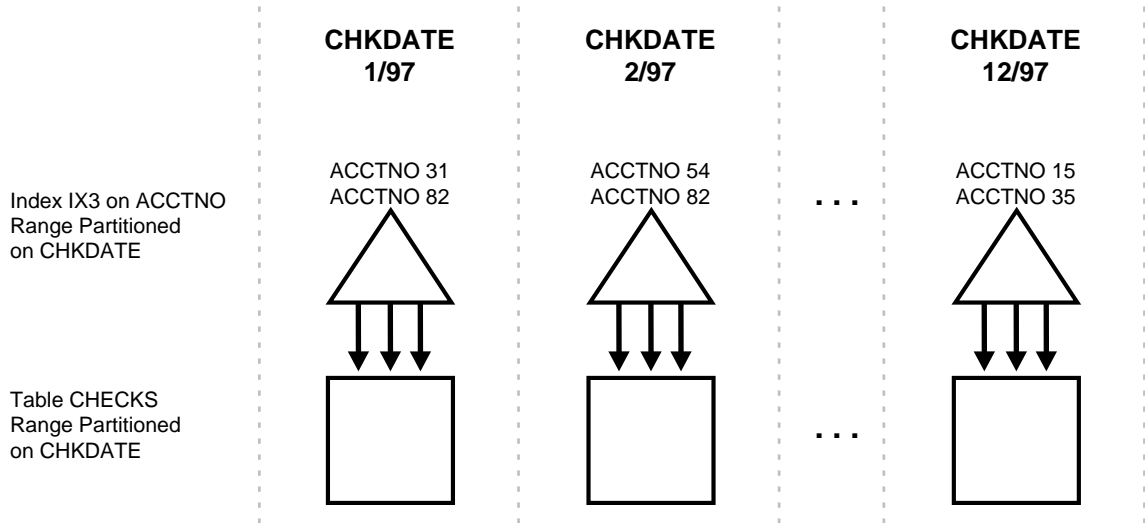 CHKDATE
1/97
CHKDATE
2/97
CHKDATE
12/97
Index IX3 on ACCTNO
Range Partitioned
on CHKDATE
ACCTNO 31
ACCTNO 82
ACCTNO 54
ACCTNO 82
. . .
ACCTNO 15
ACCTNO 35
Table CHECKS
Range Partitioned
on CHKDATE
. . .